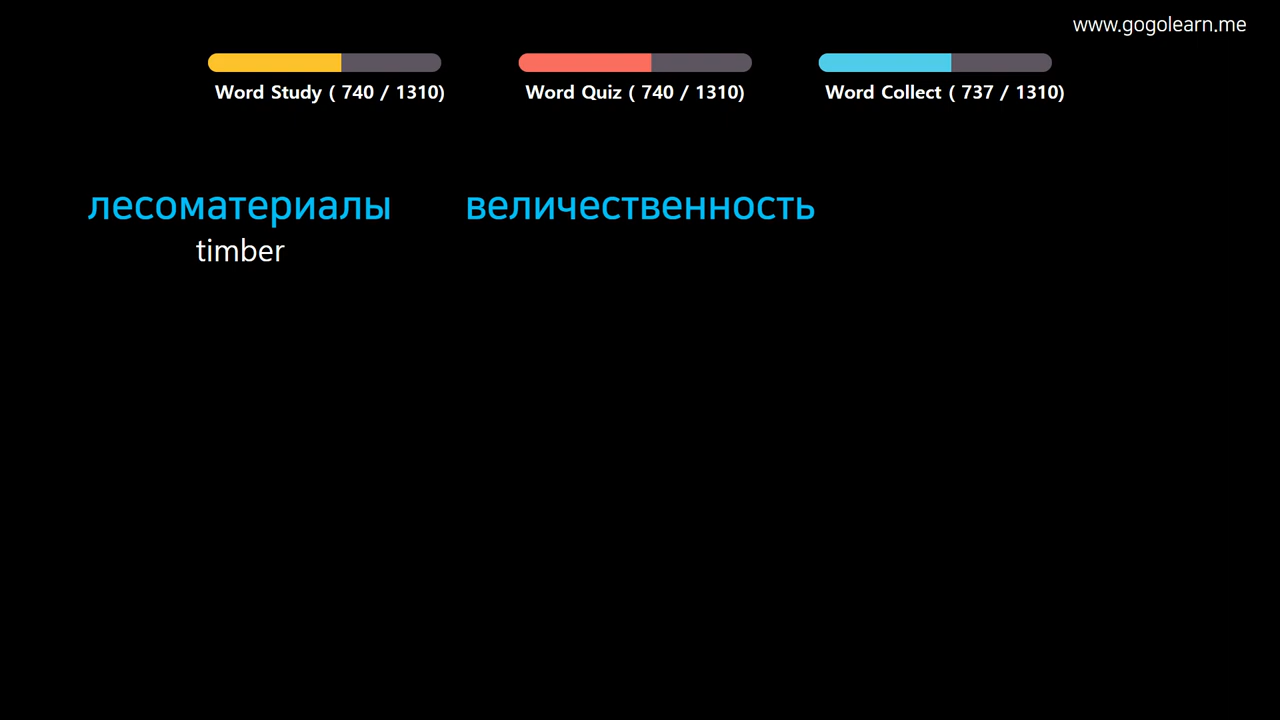 www.gogolearn.me
Word Study ( 740 / 1310)
Word Quiz ( 740 / 1310)
Word Collect ( 737 / 1310)
лесоматериалы
timber
величественность